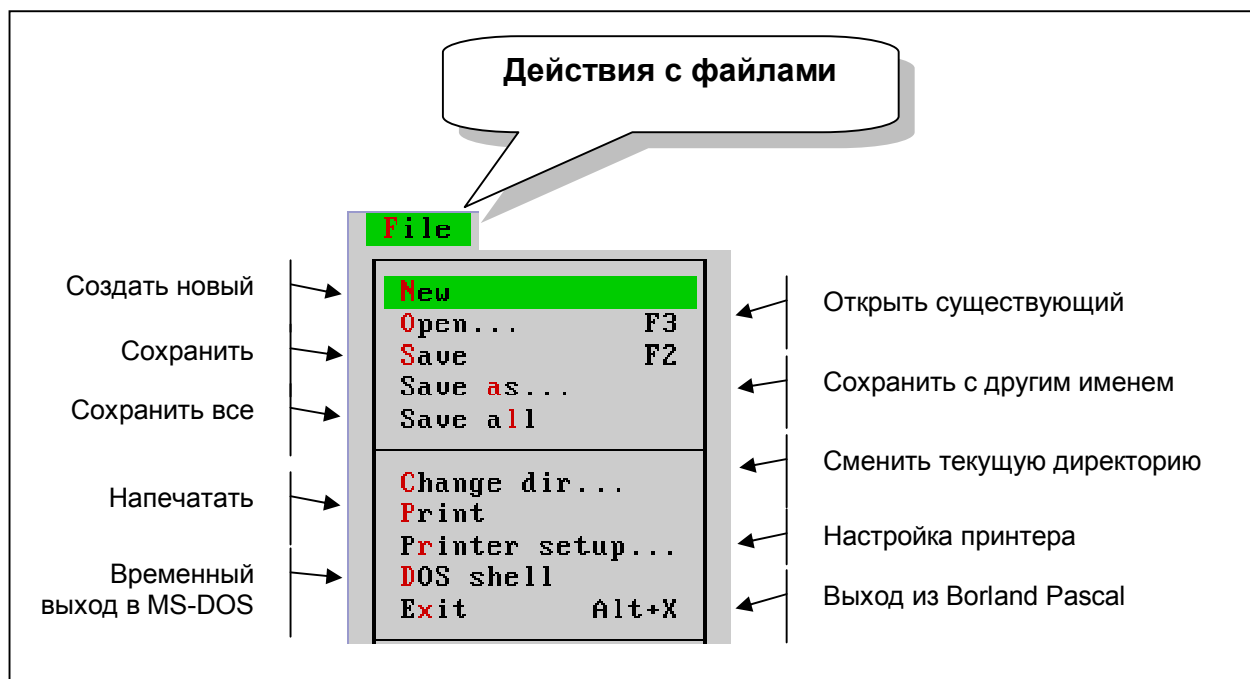 Действия с файлами
File
Создать новый
Сохранить
Сохранить все
Напечатать
Временный
выход в MS-DOS
New
Open... F3
Save F2
Save as...
Save all
Change dir...
Print
Printer setup...
DOS shell
Exit Alt+X
Открыть существующий
Сохранить с другим именем
Сменить текущую директорию
Настройка принтера
Выход из Borland Pascal